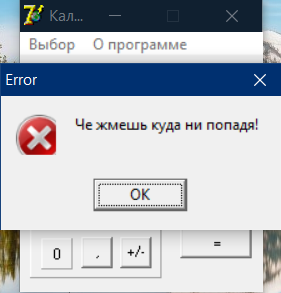 Кал...
Выбор О программе
Error
Че жмешь куда ни попадя!
OK
0 , +/- =